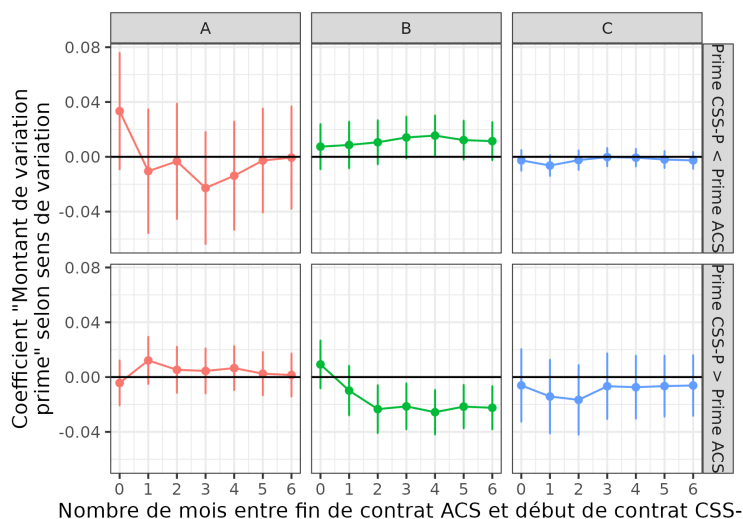 A B C
0.08
0.04
0.00
-0.04
Prime CSS-P < Prime ACS
0.08
0.04
0.00
-0.04
Prime CSS-P > Prime ACS
Coefficient "Montant de variation
prime" selon sens de variation
0 1 2 3 4 5 6 0 1 2 3 4 5 6 0 1 2 3 4 5 6
Nombre de mois entre fin de contrat ACS et début de contrat CSS-